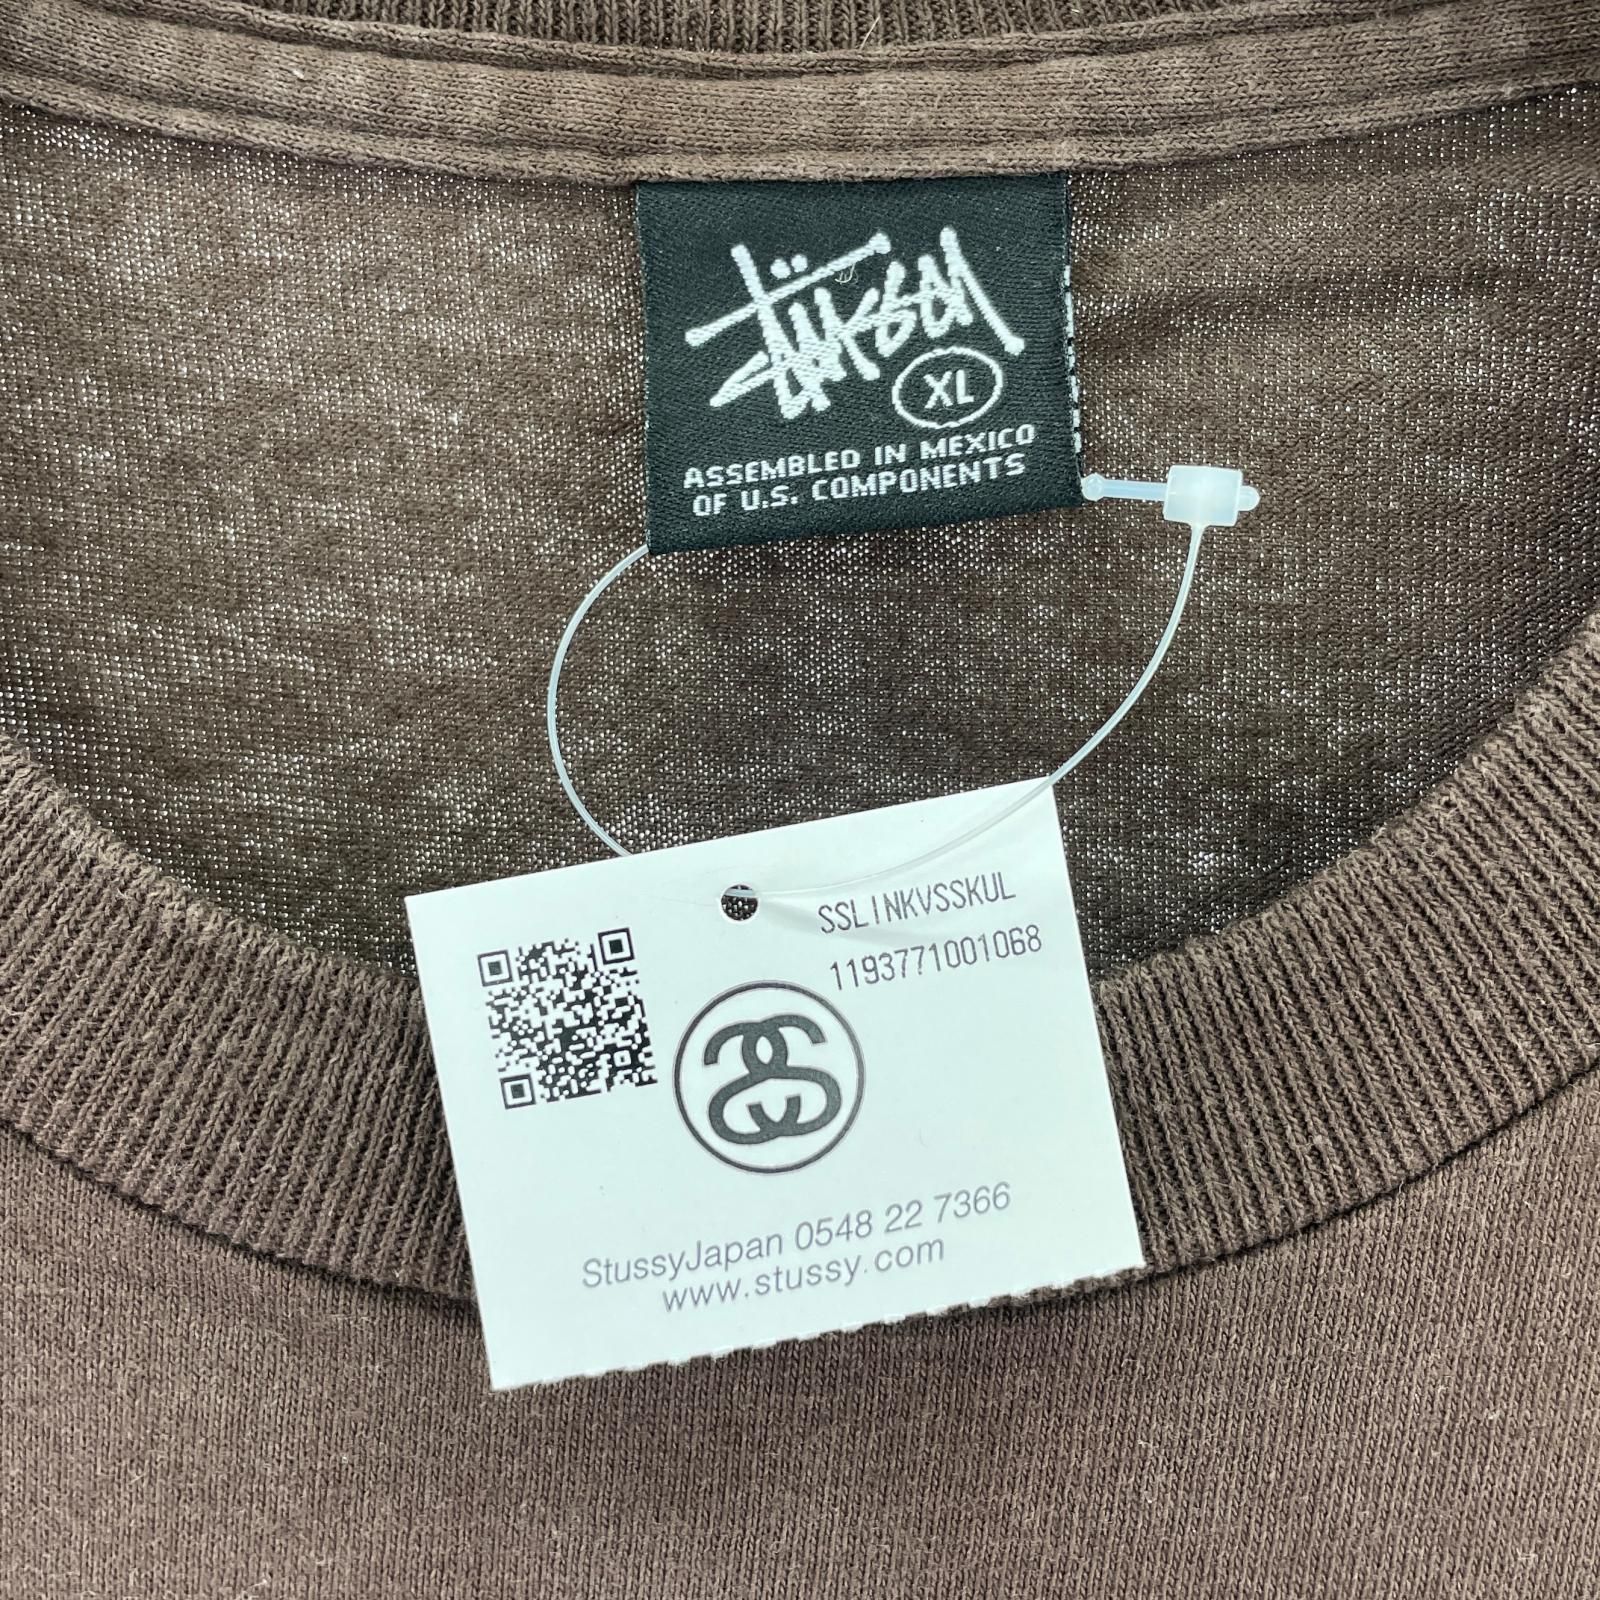 Stüssy
XL
ASSEMBLED IN MEXICO
OF U.S. COMPONENTS
SSLINKVSSKUL
1193771001068
StussyJapan 0548 22 7366
www.stussy.com